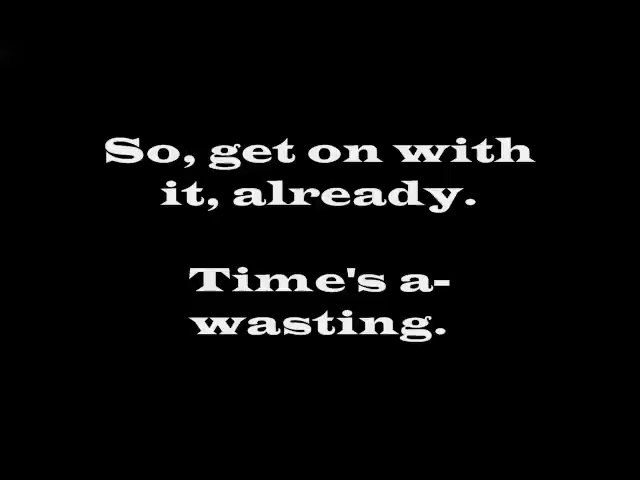 So, get on with
it, already.
Time's a-
wasting.